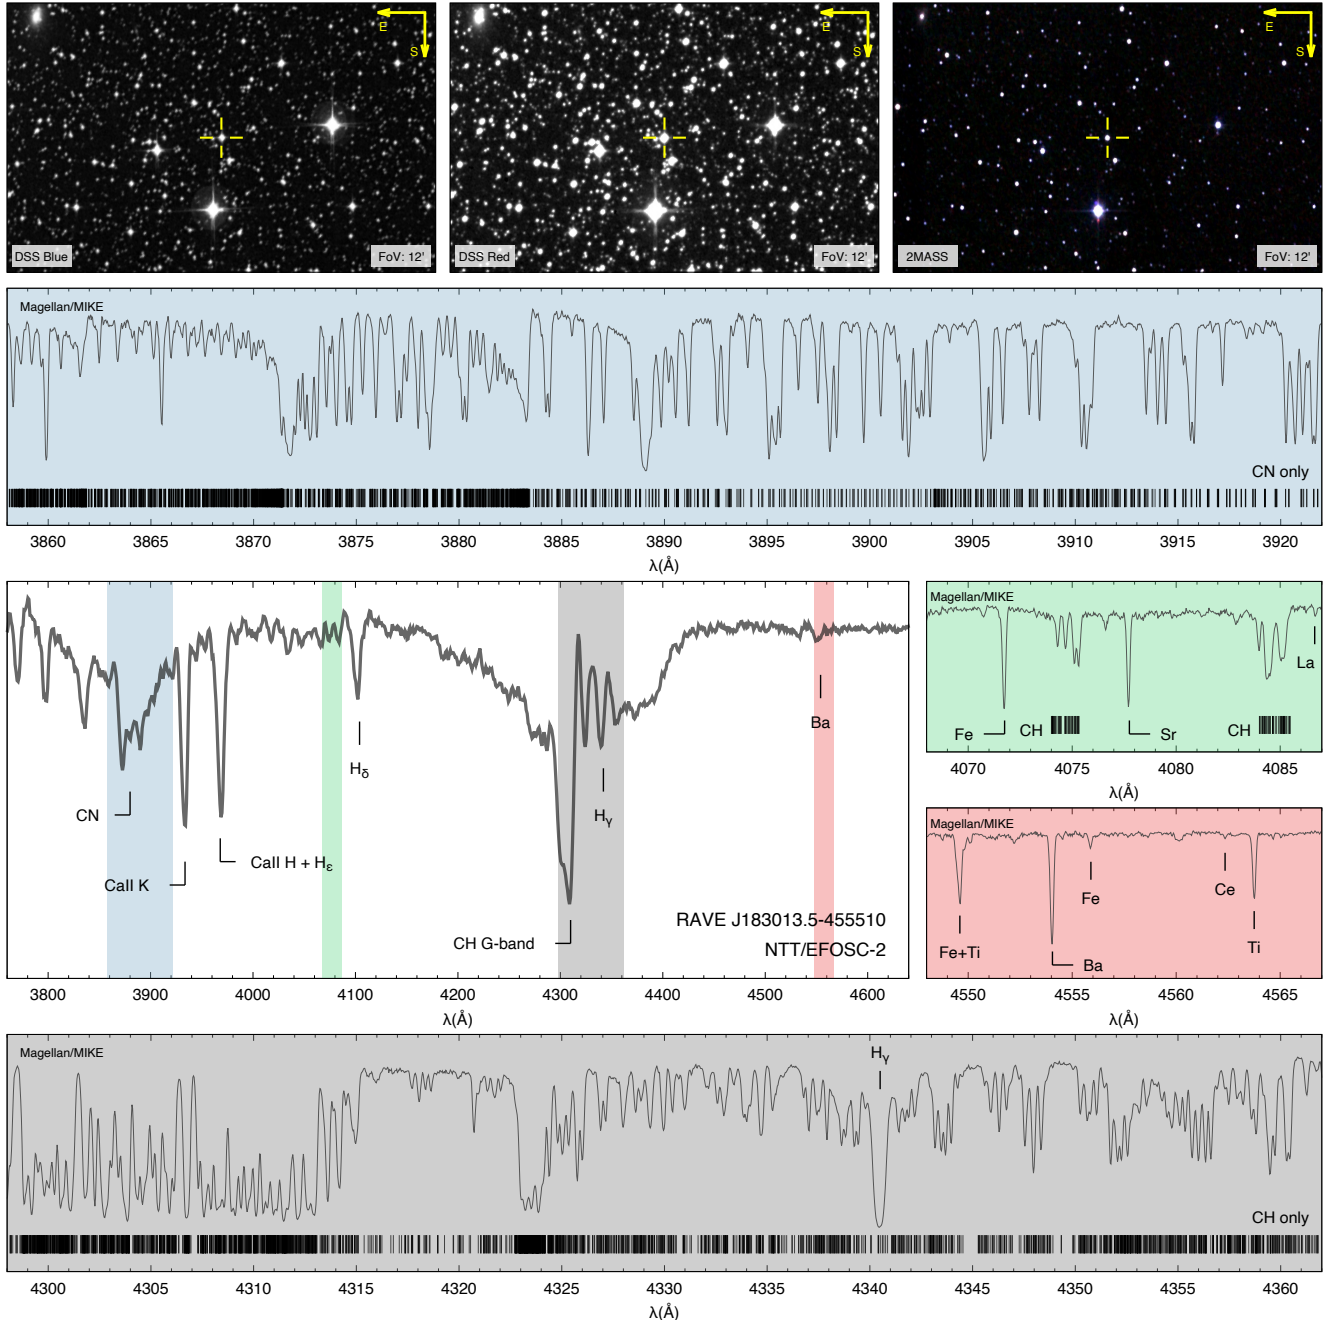 E
S
DSS Blue
FoV: 12'
E
S
DSS Red
FoV: 12'
E
S
2MASS
FoV: 12'
Magellan/MIKE
CN only
3860 3865 3870 3875 3880 3885 3890 3895 3900 3905 3910 3915 3920
λ(Å)
CN
CaII K
CaII H + Hε
Hδ
CH G-band
Hγ
Ba
RAVE J183013.5-455510
NTT/EFOSC-2
3800 3900 4000 4100 4200 4300 4400 4500 4600
λ(Å)
Magellan/MIKE
La
Fe
CH
Sr
CH
4070 4075 4080 4085
λ(Å)
Magellan/MIKE
Fe+Ti
Ba
Fe
Ce
Ti
4550 4555 4560 4565
λ(Å)
Magellan/MIKE
Hγ
CH only
4300 4305 4310 4315 4320 4325 4330 4335 4340 4345 4350 4355 4360
λ(Å)